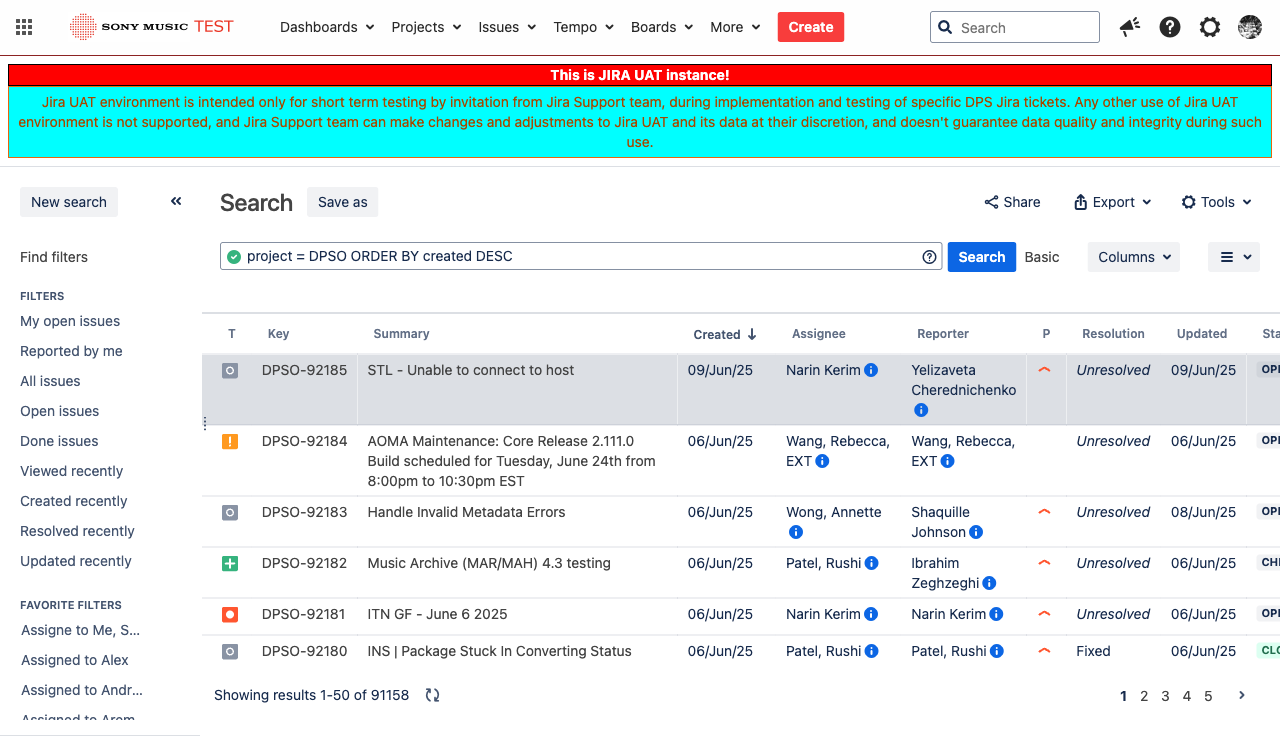 SONY MUSIC TEST Dashboards Projects Issues Tempo Boards More Create Search
This is JIRA UAT instance!
Jira UAT environment is intended only for short term testing by invitation from Jira Support team, during implementation and testing of specific DPS Jira tickets. Any other use of Jira UAT
environment is not supported, and Jira Support team can make changes and adjustments to Jira UAT and its data at their discretion, and doesn't guarantee data quality and integrity during such
use.
New search
Find filters
FILTERS
My open issues
Reported by me
All issues
Open issues
Done issues
Viewed recently
Created recently
Resolved recently
Updated recently
FAVORITE FILTERS
Assigne to Me, S...
Assigned to Alex
Assigned to Andr...
Search Save as Share Export Tools
project = DPSO ORDER BY created DESC Search Basic Columns
T Key Summary Created Assignee Reporter P Resolution Updated Sta
DPSO-92185 STL - Unable to connect to host 09/Jun/25 Narin Kerim Yelizaveta Unresolved 09/Jun/25 OPE
Cherednichenko
DPSO-92184 AOMA Maintenance: Core Release 2.111.0 06/Jun/25 Wang, Rebecca, Wang, Rebecca, Unresolved 06/Jun/25 OPE
Build scheduled for Tuesday, June 24th from EXT EXT
8:00pm to 10:30pm EST
DPSO-92183 Handle Invalid Metadata Errors 06/Jun/25 Wong, Annette Shaquille Unresolved 08/Jun/25 OPE
Johnson
DPSO-92182 Music Archive (MAR/MAH) 4.3 testing 06/Jun/25 Patel, Rushi Ibrahim Unresolved 06/Jun/25 CHE
Zeghzeghi
DPSO-92181 ITN GF - June 6 2025 06/Jun/25 Narin Kerim Narin Kerim Unresolved 06/Jun/25 OPE
DPSO-92180 INS | Package Stuck In Converting Status 06/Jun/25 Patel, Rushi Patel, Rushi Fixed 06/Jun/25 CLO
Showing results 1-50 of 91158 1 2 3 4 5